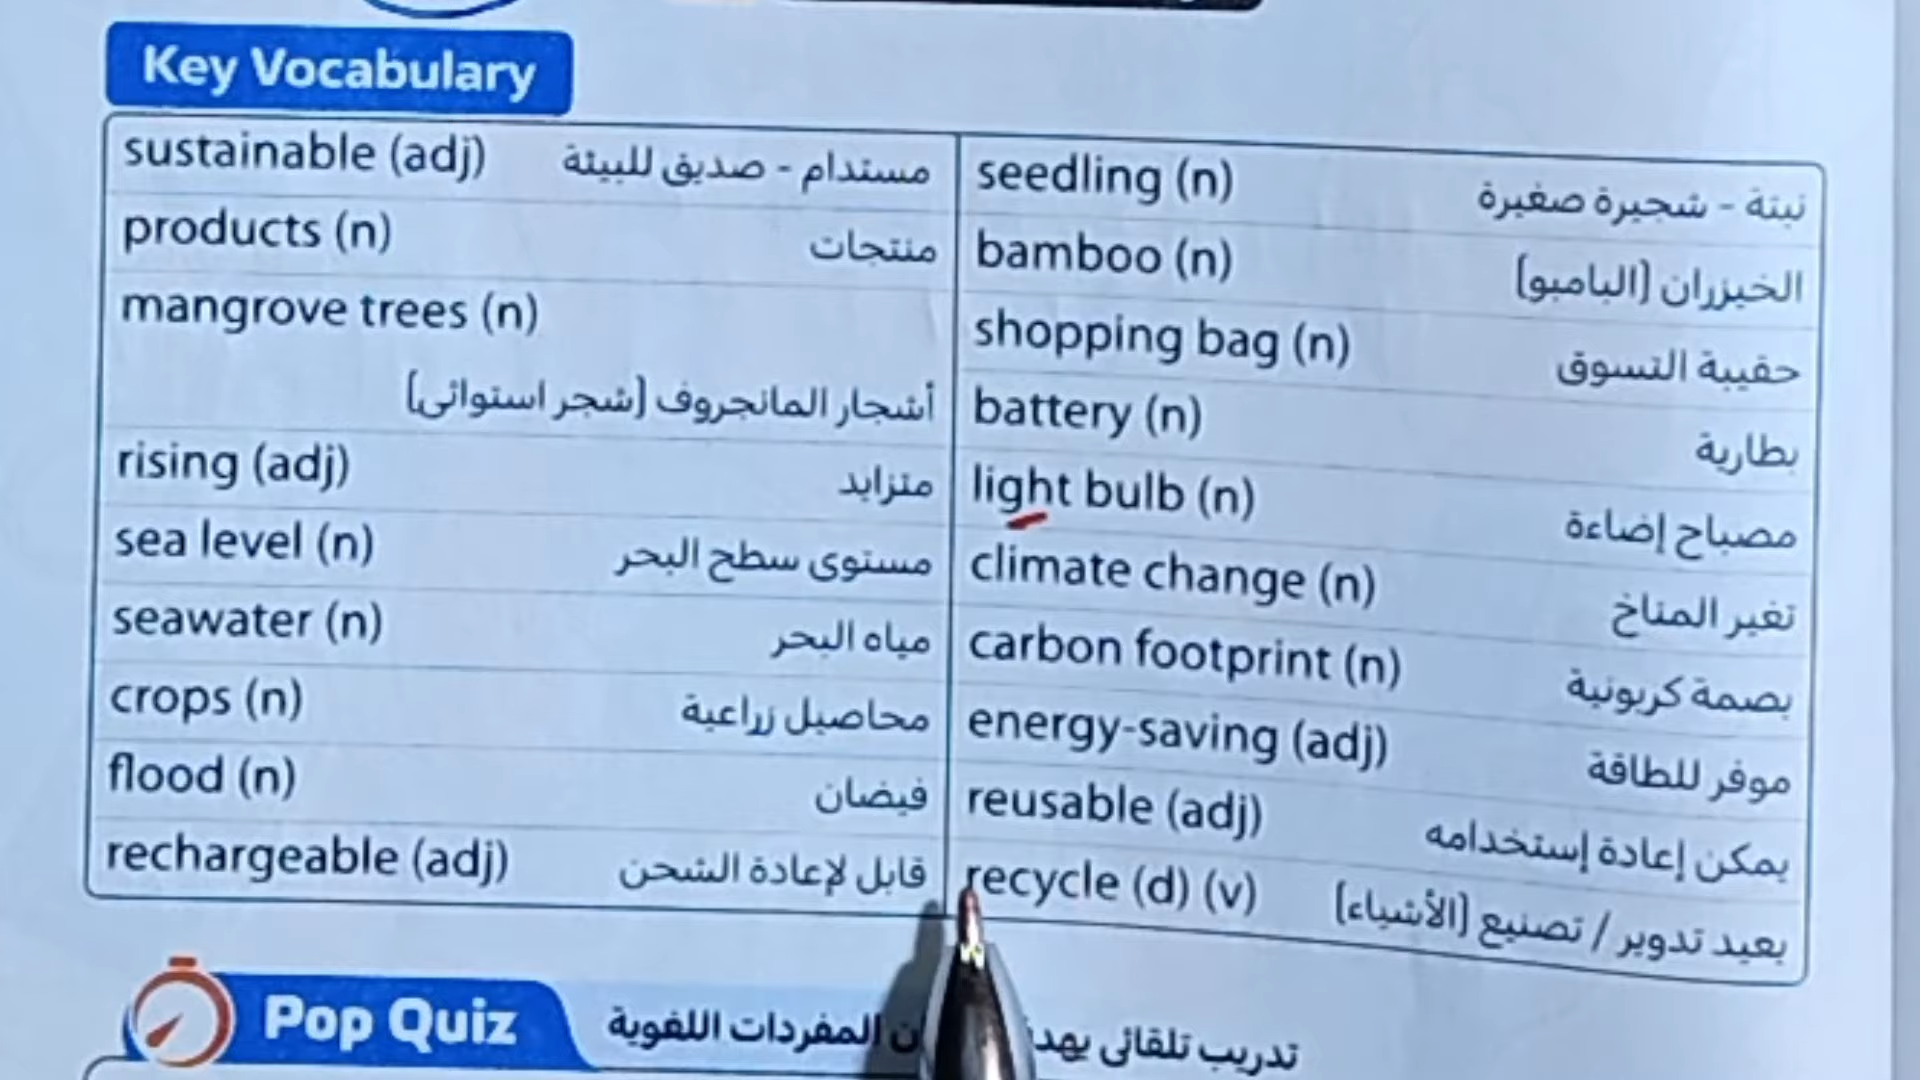 Key Vocabulary
sustainable (adj) مستدام - صديق للبيئة
products (n) منتجات
mangrove trees (n)
أشجار المانجروف [شجر استوائى]
rising (adj) متزايد
sea level (n) مستوى سطح البحر
seawater (n) مياه البحر
crops (n) محاصيل زراعية
flood (n) فيضان
rechargeable (adj) قابل لإعادة الشحن
seedling (n) نبتة - شجيرة صغيرة
bamboo (n) الخيزران [البامبو]
shopping bag (n) حقيبة التسوق
battery (n) بطارية
light bulb (n) مصباح إضاءة
climate change (n) تغير المناخ
carbon footprint (n) بصمة كربونية
energy-saving (adj) موفر للطاقة
reusable (adj) يمكن إعادة إستخدامه
recycle (d) (v) يعيد تدوير / تصنيع [الأشياء]
Pop Quiz
تدريب تلقائى المفردات اللغوية